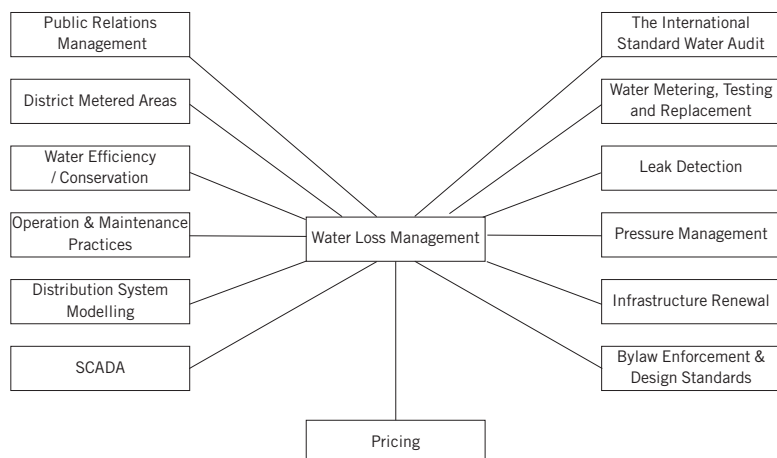 Public Relations
Management
District Metered Areas
Water Efficiency
/ Conservation
Operation & Maintenance
Practices
Distribution System
Modelling
SCADA
Water Loss Management
Pricing
The International
Standard Water Audit
Water Metering, Testing
and Replacement
Leak Detection
Pressure Management
Infrastructure Renewal
Bylaw Enforcement &
Design Standards